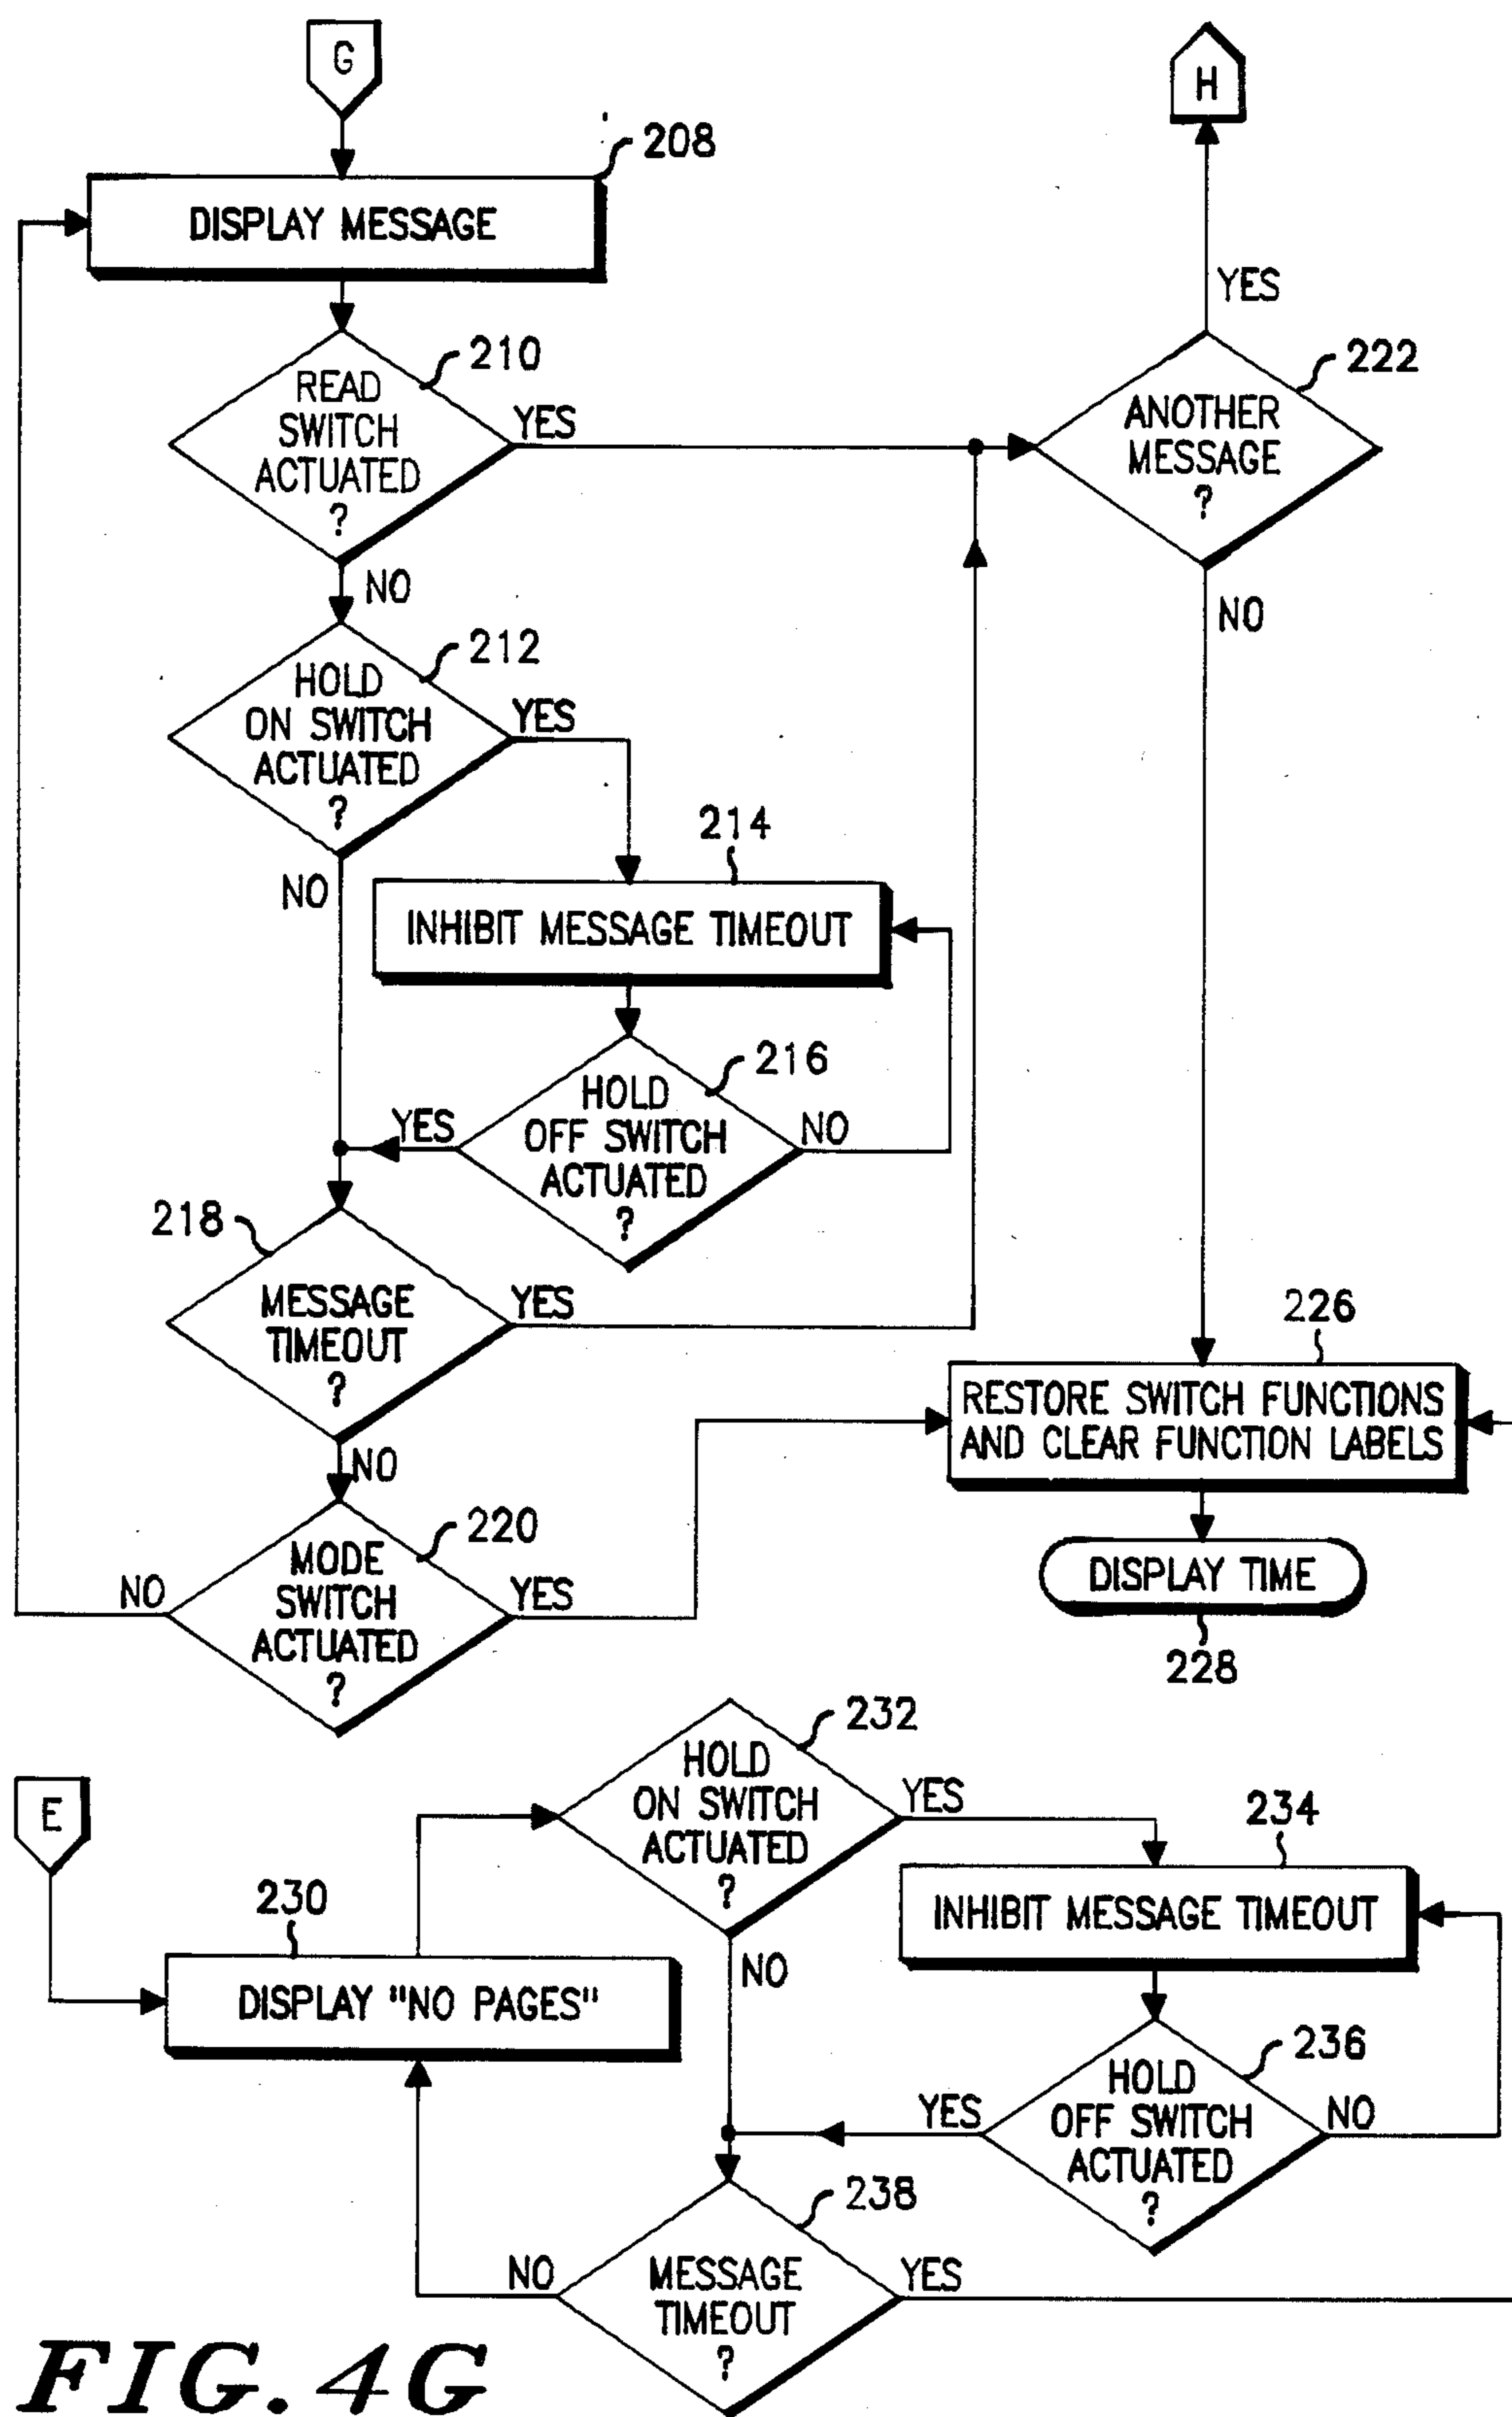 G
H
208
DISPLAY MESSAGE
YES
210
READ
SWITCH
ACTUATED
?
YES
222
ANOTHER
MESSAGE
?
NO
NO
212
HOLD
ON SWITCH
ACTUATED
?
YES
NO
214
INHIBIT MESSAGE TIMEOUT
216
HOLD
OFF SWITCH
ACTUATED
?
YES
NO
218
MESSAGE
TIMEOUT
?
YES
NO
226
RESTORE SWITCH FUNCTIONS
AND CLEAR FUNCTION LABELS
220
MODE
SWITCH
ACTUATED
?
NO
YES
DISPLAY TIME
228
E
232
HOLD
ON SWITCH
ACTUATED
?
YES
NO
234
INHIBIT MESSAGE TIMEOUT
230
DISPLAY "NO PAGES"
236
HOLD
OFF SWITCH
ACTUATED
?
YES
NO
238
MESSAGE
TIMEOUT
?
NO
YES
FIG. 4G